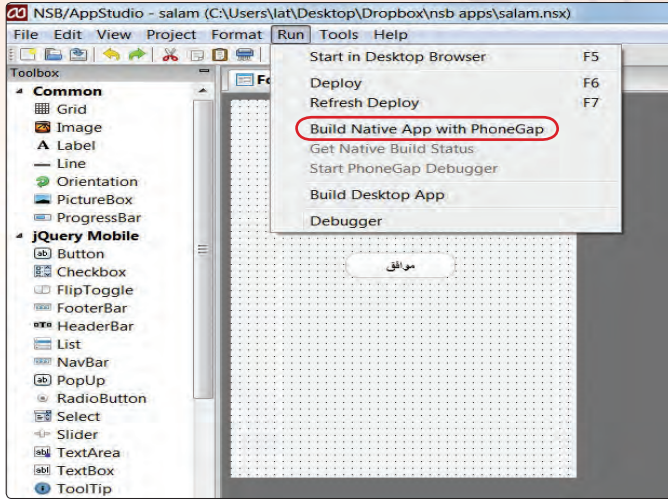 NSB/AppStudio - salam (C:\Users\lat\Desktop\Dropbox\nsb apps\salam.nsx)
File Edit View Project Format Run Tools Help
Toolbox
Common
Grid
Image
A Label
Line
Orientation
PictureBox
ProgressBar
jQuery Mobile
Button
Checkbox
FlipToggle
FooterBar
HeaderBar
List
NavBar
PopUp
RadioButton
Select
Slider
TextArea
TextBox
ToolTip
Fo
Start in Desktop Browser F5
Deploy F6
Refresh Deploy F7
Build Native App with PhoneGap
Get Native Build Status
Start PhoneGap Debugger
Build Desktop App
Debugger
موافق